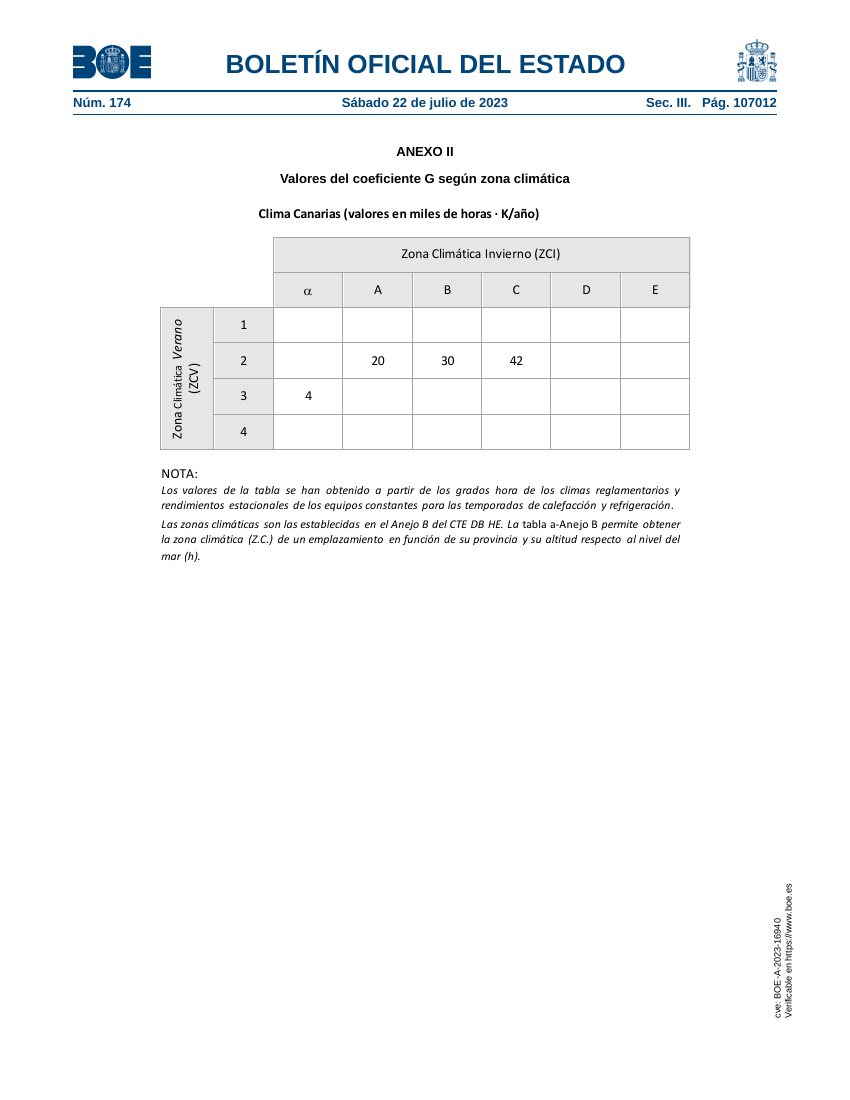 BOE
BOLETÍN OFICIAL DEL ESTADO
Núm. 174 Sábado 22 de julio de 2023 Sec. III. Pág. 107012
ANEXO II
Valores del coeficiente G según zona climática
Clima Canarias (valores en miles de horas · K/año)
Zona Climática Invierno (ZCI)
α A B C D E
Zona Climática Verano
(ZCV)
1
2 20 30 42
3 4
4
NOTA:
Los valores de la tabla se han obtenido a partir de los grados hora de los climas reglamentarios y
rendimientos estacionales de los equipos constantes para las temporadas de calefacción y refrigeración.
Las zonas climáticas son las establecidas en el Anejo B del CTE DB HE. La tabla a-Anejo B permite obtener
la zona climática (Z.C.) de un emplazamiento en función de su provincia y su altitud respecto al nivel del
mar (h).
cve: BOE-A-2023-16940
Verificable en https://www.boe.es